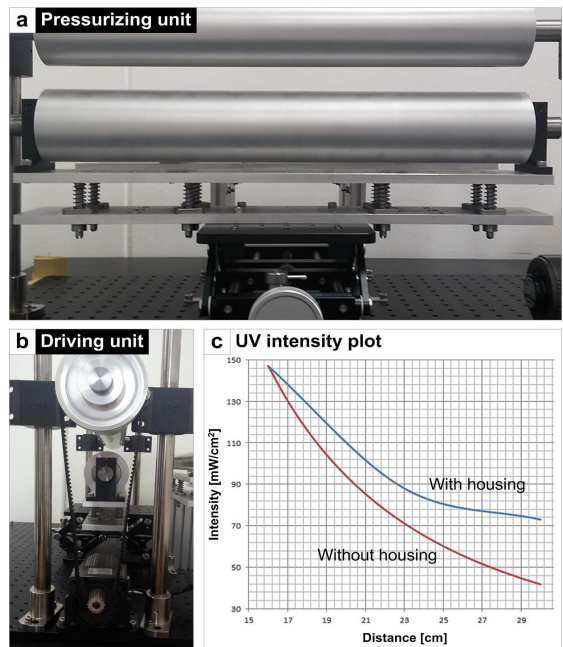 a Pressurizing unit
b Driving unit
c UV intensity plot
150
130
110
90
70
50
30
Intensity [mW/cm²]
With housing
Without housing
15 17 19 21 23 25 27 29
Distance [cm]